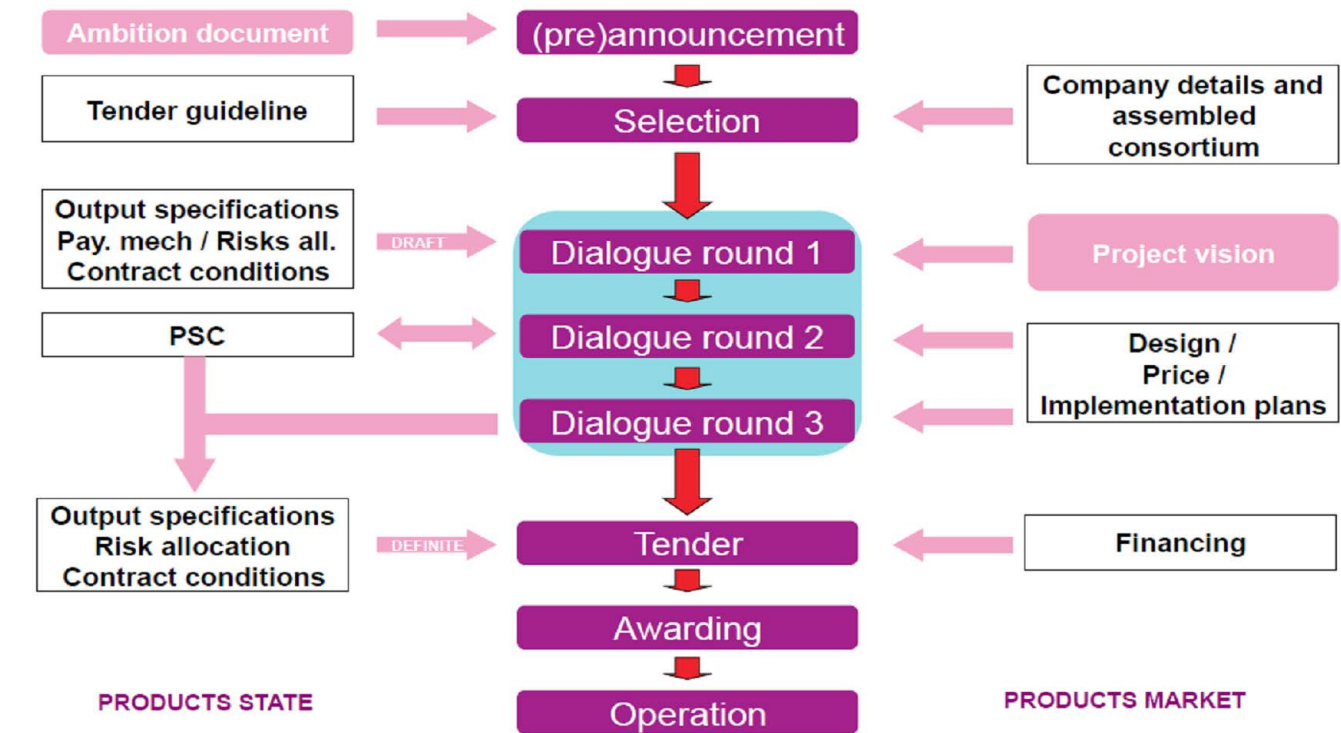 Ambition document
(pre)announcement
Tender guideline
Selection
Company details and
assembled
consortium
Output specifications
Pay. mech / Risks all.
Contract conditions
DRAFT
Dialogue round 1
Project vision
PSC
Dialogue round 2
Design /
Price /
Implementation plans
Dialogue round 3
Output specifications
Risk allocation
Contract conditions
DEFINITE
Tender
Financing
Awarding
PRODUCTS STATE
Operation
PRODUCTS MARKET